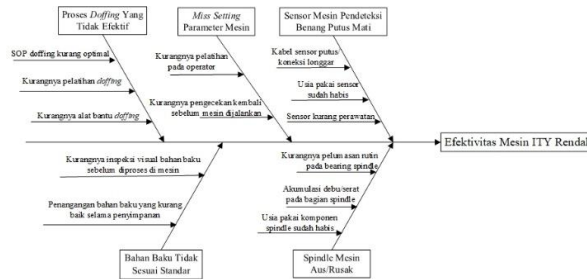 Proses Doffing Yang
Tidak Efektif
Miss Setting
Parameter Mesin
Sensor Mesin Pendeteksi
Benang Putus Mati
SOP doffing kurang optimal
Kurangnya pelatihan doffing
Kurangnya alat bantu doffing
Kurangnya pelatihan
pada operator
Kurangnya pengecekan kembali
sebelum mesin dijalankan
Kabel sensor putus/
koneksi longgar
Usia pakai sensor
sudah habis
Sensor kurang perawatan
Efektivitas Mesin ITY Rendah
Kurangnya inspeksi visual bahan baku
sebelum diproses di mesin
Penanganan bahan baku yang kurang
baik selama penyimpanan
Kurangnya pelumasan rutin
pada bearing spindle
Akumulasi debu/serat
pada bagian spindle
Usia pakai komponen
spindle sudah habis
Bahan Baku Tidak
Sesuai Standar
Spindle Mesin
Aus/Rusak